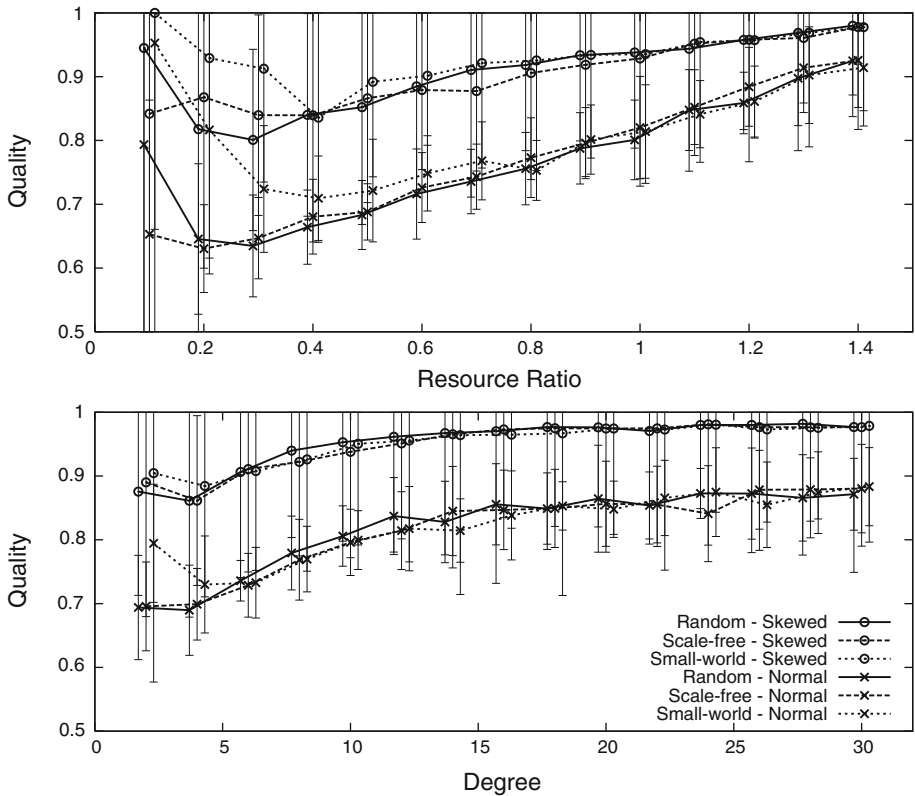 1
0.9
0.8
0.7
0.6
0.5
Quality
0 0.2 0.4 0.6 0.8 1 1.2 1.4
Resource Ratio
1
0.9
0.8
0.7
0.6
0.5
Quality
Random - Skewed
Scale-free - Skewed
Small-world - Skewed
Random - Normal
Scale-free - Normal
Small-world - Normal
0 5 10 15 20 25 30
Degree